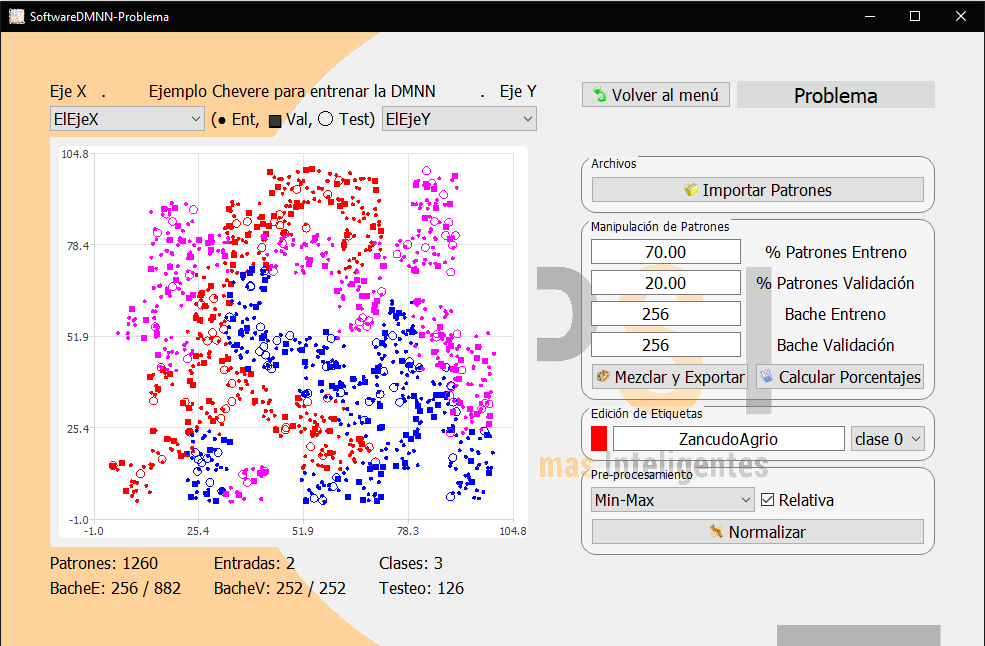 SoftwareDMNN-Problema
Eje X . Ejemplo Chevere para entrenar la DMNN . Eje Y
ElEjeX (● Ent, ■ Val, ○ Test) ElEjeY
104.8
78.4
51.9
25.4
-1.0
-1.0 25.4 51.9 78.3 104.8
Patrones: 1260 Entradas: 2 Clases: 3
BacheE: 256 / 882 BacheV: 252 / 252 Testeo: 126
Volver al menú Problema
Archivos
Importar Patrones
Manipulación de Patrones
70.00 % Patrones Entreno
20.00 % Patrones Validación
256 Bache Entreno
256 Bache Validación
Mezclar y Exportar Calcular Porcentajes
Edición de Etiquetas
ZancudoAgrio clase 0
mas Inteligentes
Pre-procesamiento
Min-Max Relativa
Normalizar